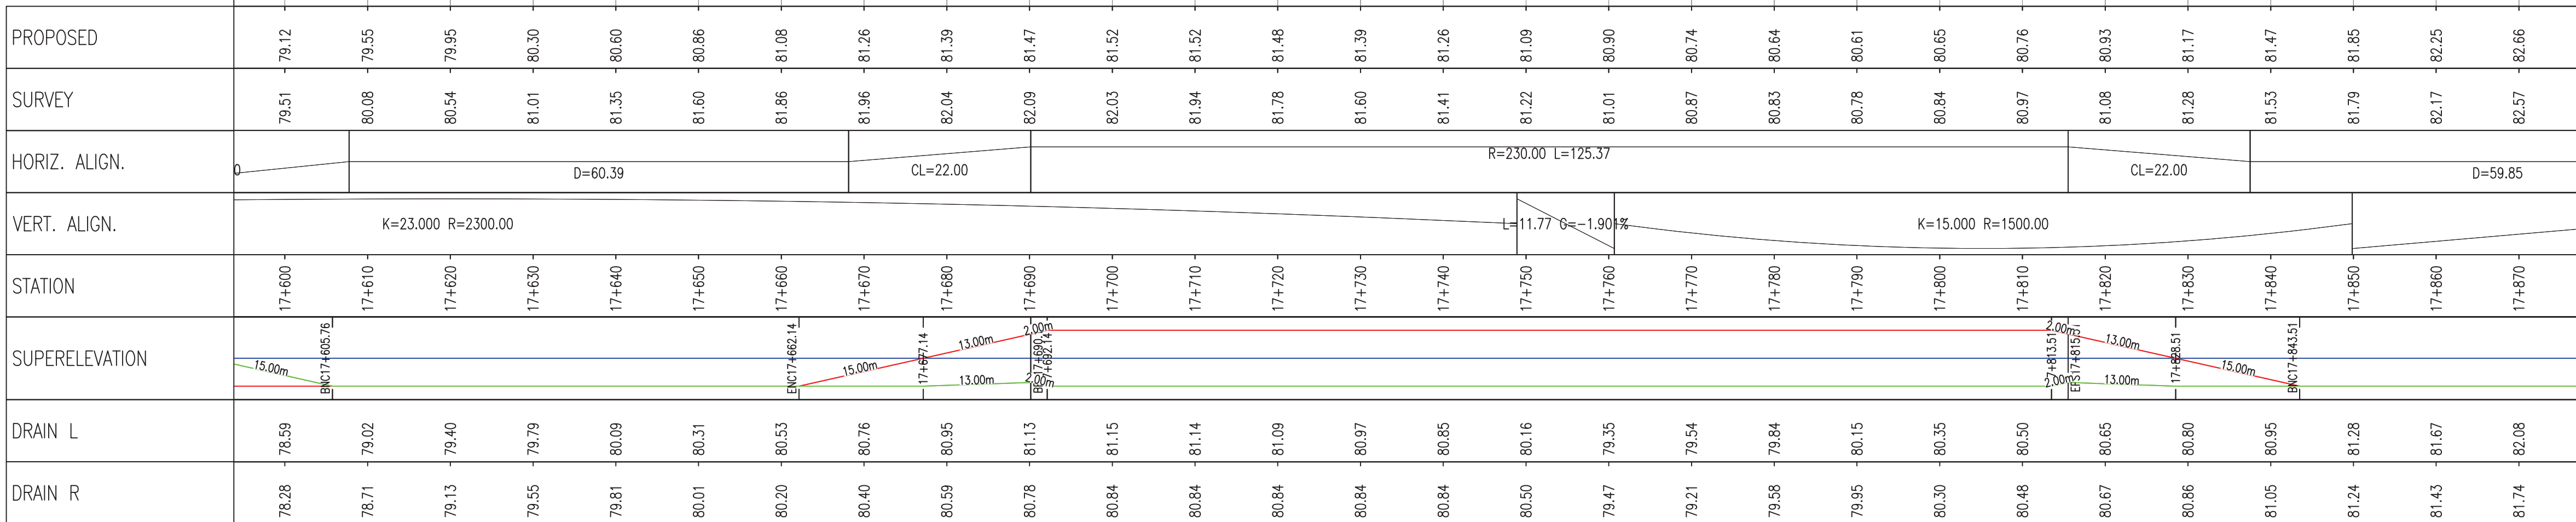 PROPOSED 79.12 79.55 79.95 80.30 80.60 80.86 81.08 81.26 81.39 81.47 81.52 81.52 81.48 81.39 81.26 81.09 80.90 80.74 80.64 80.61 80.65 80.76 80.93 81.17 81.47 81.85 82.25 82.66
SURVEY 79.51 80.08 80.54 81.01 81.35 81.60 81.86 81.96 82.04 82.09 82.03 81.94 81.78 81.60 81.41 81.22 81.01 80.87 80.83 80.78 80.84 80.97 81.08 81.28 81.53 81.79 82.17 82.57
HORIZ. ALIGN. 0 D=60.39 CL=22.00 R=230.00 L=125.37 CL=22.00 D=59.85
VERT. ALIGN. K=23.000 R=2300.00 L=11.77 G=-1.901% K=15.000 R=1500.00
STATION 17+600 17+610 17+620 17+630 17+640 17+650 17+660 17+670 17+680 17+690 17+700 17+710 17+720 17+730 17+740 17+750 17+760 17+770 17+780 17+790 17+800 17+810 17+820 17+830 17+840 17+850 17+860 17+870
SUPERELEVATION 15.00m BNC17+605.76 ENC17+662.14 15.00m 17+677.14 13.00m 13.00m 2.00m 2.00m 17+692.14 2.00m 2.00m 17+813.51 13.00m 13.00m 17+828.51 15.00m BNC17+843.51
DRAIN L 78.59 79.02 79.40 79.79 80.09 80.31 80.53 80.76 80.95 81.13 81.15 81.14 81.09 80.97 80.85 80.16 79.35 79.54 79.84 80.15 80.35 80.50 80.65 80.80 80.95 81.28 81.67 82.08
DRAIN R 78.28 78.71 79.13 79.55 79.81 80.01 80.20 80.40 80.59 80.78 80.84 80.84 80.84 80.84 80.84 80.50 79.47 79.21 79.58 79.95 80.30 80.48 80.67 80.86 81.05 81.24 81.43 81.74